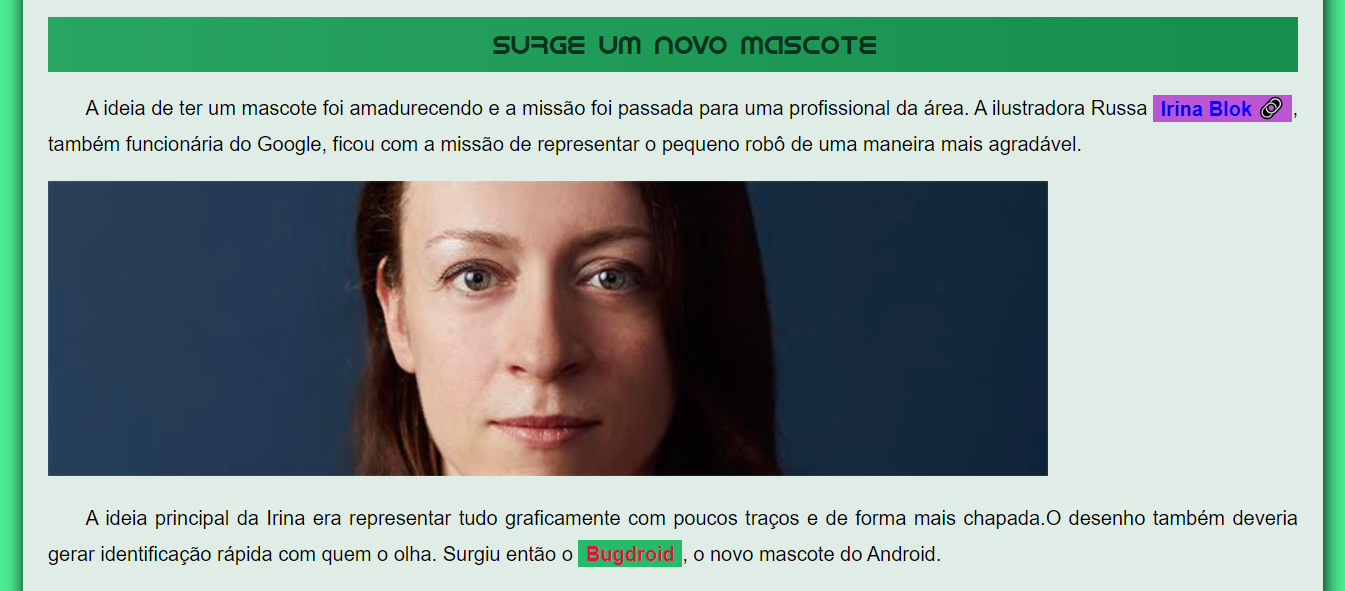 SURGE UM NOVO MASCOTE
A ideia de ter um mascote foi amadurecendo e a missão foi passada para uma profissional da área. A ilustradora Russa Irina Blok 🔗,
também funcionária do Google, ficou com a missão de representar o pequeno robô de uma maneira mais agradável.
A ideia principal da Irina era representar tudo graficamente com poucos traços e de forma mais chapada.O desenho também deveria
gerar identificação rápida com quem o olha. Surgiu então o Bugdroid, o novo mascote do Android.